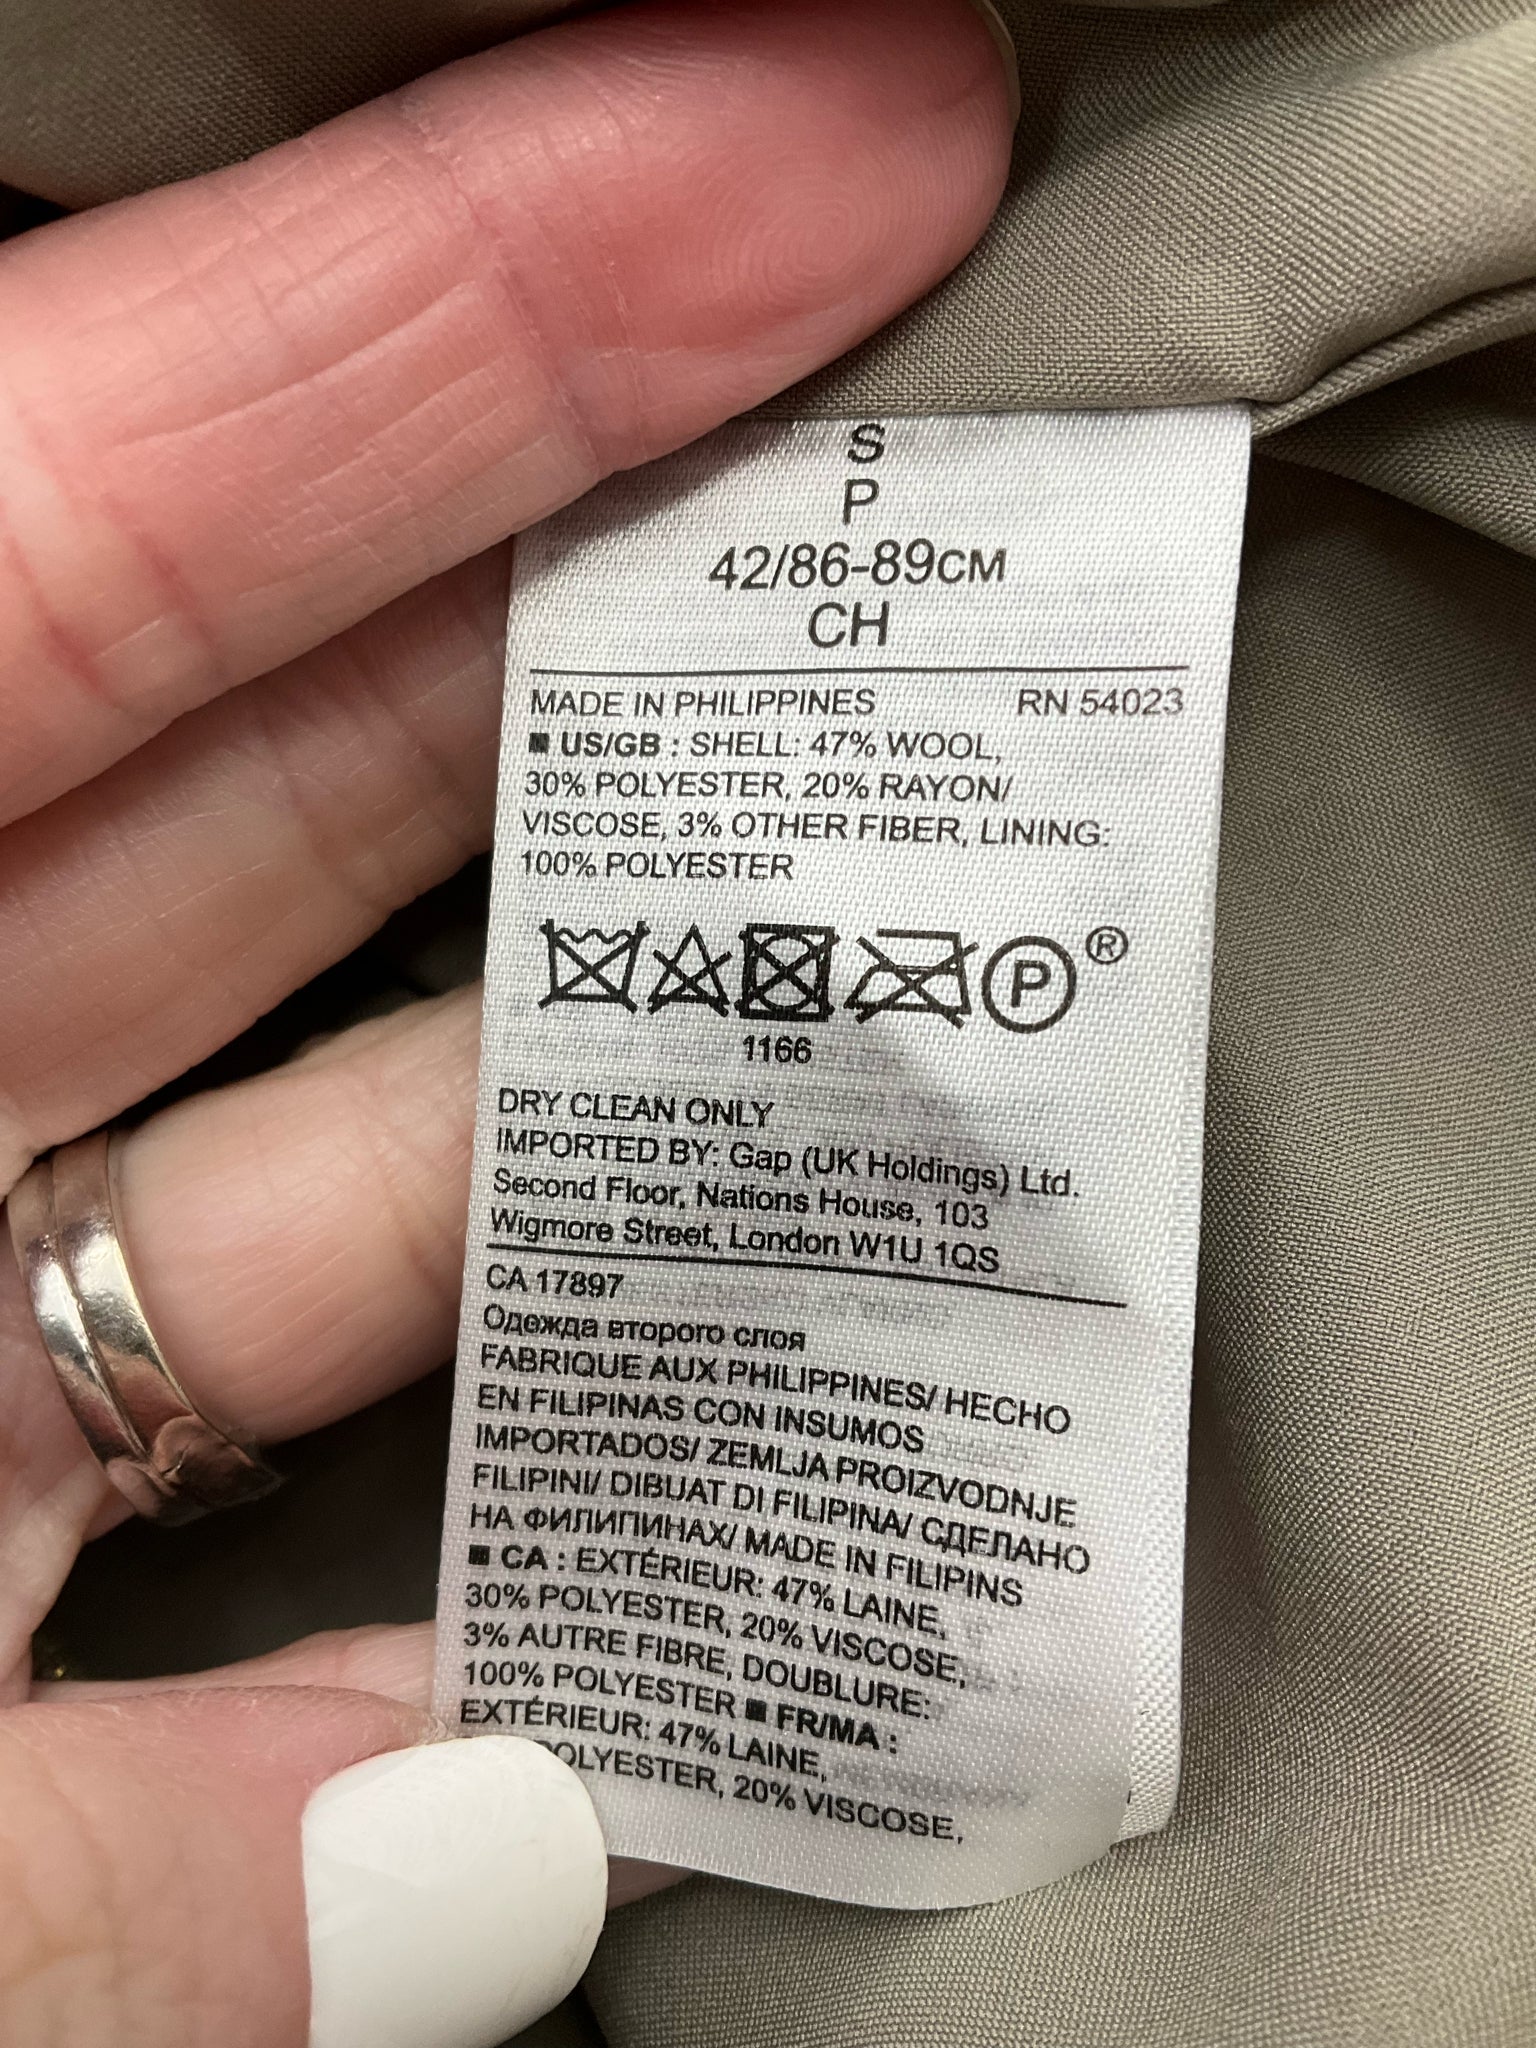 S
P
42/86-89CM
CH
MADE IN PHILIPPINES RN 54023
■ US/GB : SHELL: 47% WOOL,
30% POLYESTER, 20% RAYON/
VISCOSE, 3% OTHER FIBER, LINING:
100% POLYESTER
P ®
1166
DRY CLEAN ONLY
IMPORTED BY: Gap (UK Holdings) Ltd.
Second Floor, Nations House, 103
Wigmore Street, London W1U 1QS
CA 17897
Одежда второго слоя
FABRIQUE AUX PHILIPPINES/ HECHO
EN FILIPINAS CON INSUMOS
IMPORTADOS/ ZEMLJA PROIZVODNJE
FILIPINI/ DIBUAT DI FILIPINA/ СДЕЛАНО
НА ФИЛИПИНАХ/ MADE IN FILIPINS
■ CA : EXTÉRIEUR: 47% LAINE,
30% POLYESTER, 20% VISCOSE,
3% AUTRE FIBRE, DOUBLURE:
100% POLYESTER ■ FR/MA :
EXTÉRIEUR: 47% LAINE,
POLYESTER, 20% VISCOSE,